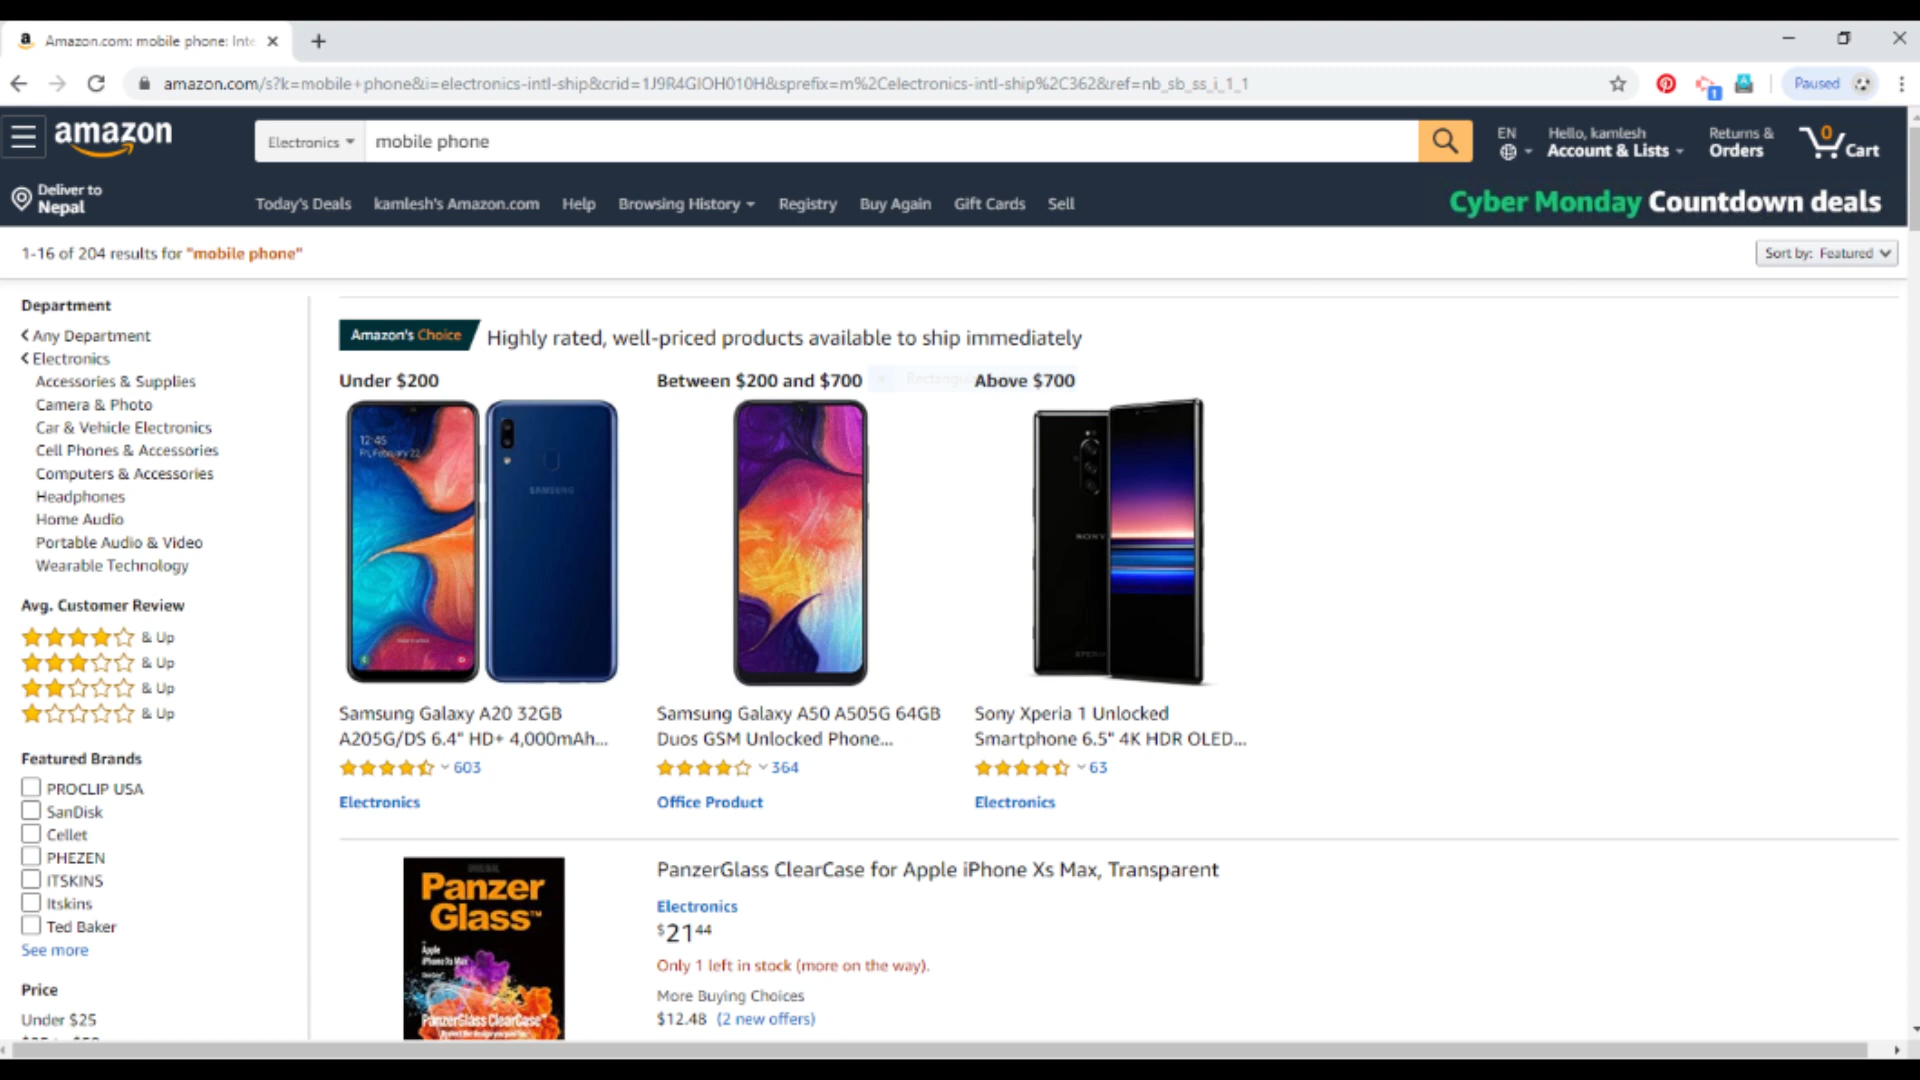 Amazon.com: mobile phone: Inte
amazon.com/s?k=mobile+phone&i=electronics-intl-ship&crid=1J9R4GIOH010H&sprefix=m%2Celectronics-intl-ship%2C362&ref=nb_sb_ss_i_1_1
1
Paused
amazon
Electronics
mobile phone
EN
Hello, kamlesh
Account & Lists
Returns &
Orders
0
Cart
Deliver to
Nepal
Today's Deals
kamlesh's Amazon.com
Help
Browsing History
Registry
Buy Again
Gift Cards
Sell
Cyber Monday Countdown deals
1-16 of 204 results for "mobile phone"
Sort by: Featured
Department
Any Department
Electronics
Accessories & Supplies
Camera & Photo
Car & Vehicle Electronics
Cell Phones & Accessories
Computers & Accessories
Headphones
Home Audio
Portable Audio & Video
Wearable Technology
Avg. Customer Review
& Up
& Up
& Up
& Up
Featured Brands
PROCLIP USA
SanDisk
Cellet
PHEZEN
ITSKINS
Itskins
Ted Baker
See more
Price
Under $25
Amazon's Choice
Highly rated, well-priced products available to ship immediately
Under $200
12:45
Fri, February 22
SAMSUNG
Samsung Galaxy A20 32GB
A205G/DS 6.4" HD+ 4,000mAh...
603
Electronics
Between $200 and $700
Samsung Galaxy A50 A505G 64GB
Duos GSM Unlocked Phone...
364
Office Product
Above $700
SONY
XPERIA
Sony Xperia 1 Unlocked
Smartphone 6.5" 4K HDR OLED...
63
Electronics
Panzer
Glass™
Apple
iPhone Xs Max
PanzerGlass ClearCase™
PanzerGlass ClearCase for Apple iPhone Xs Max, Transparent
Electronics
$21 44
Only 1 left in stock (more on the way).
More Buying Choices
$12.48 (2 new offers)